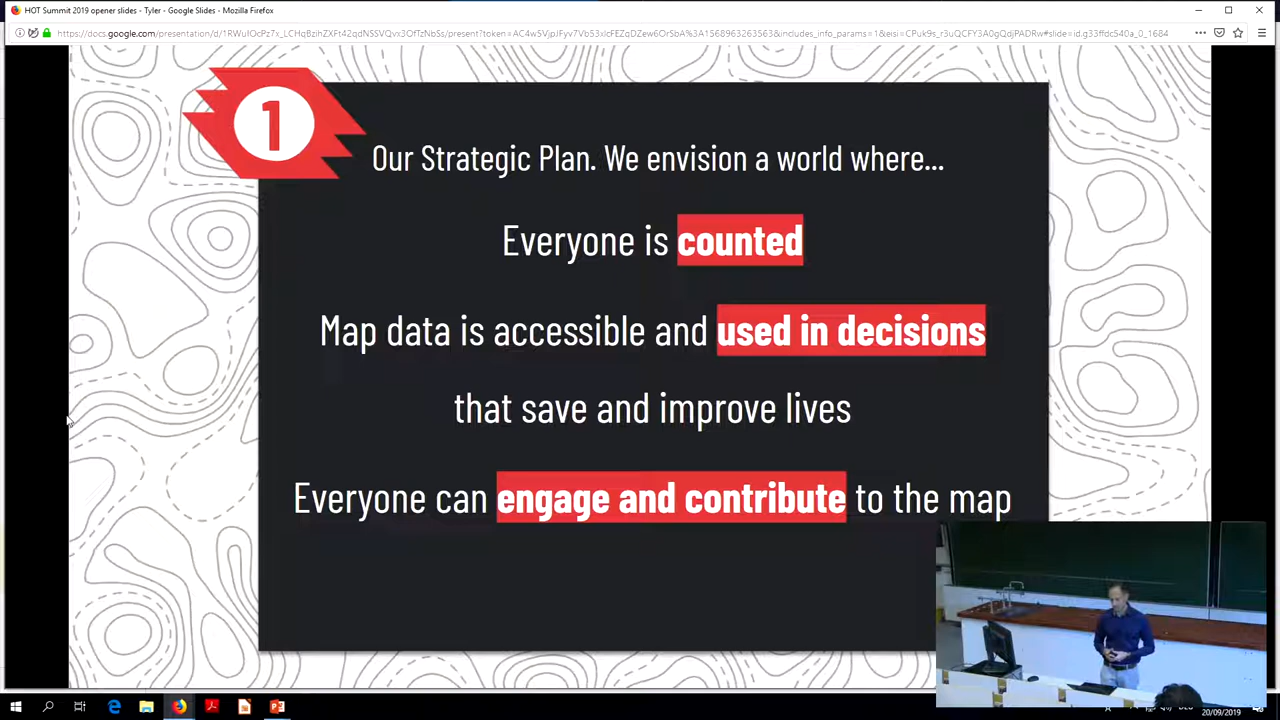 HOT Summit 2019 opener slides - Tyler - Google Slides - Mozilla Firefox
1
Our Strategic Plan. We envision a world where...
Everyone is counted
Map data is accessible and used in decisions
that save and improve lives
Everyone can engage and contribute to the map
20/09/2019